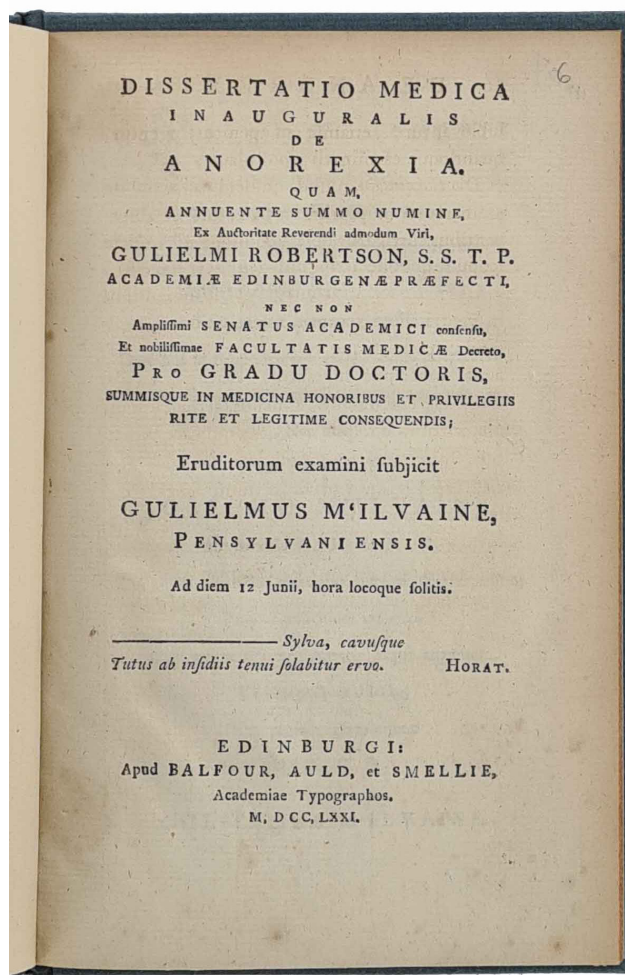 6
DISSERTATIO MEDICA
INAUGURALIS
DE
ANOREXIA.
QUAM,
ANNUENTE SUMMO NUMINE,
Ex Auctoritate Reverendi admodum Viri,
GULIELMI ROBERTSON, S. S. T. P.
ACADEMIÆ EDINBURGENÆ PRÆFECTI,
NEC NON
Ampliſſimi SENATUS ACADEMICI conſenſu,
Et nobiliſſimae FACULTATIS MEDICÆ Decreto,
PRO GRADU DOCTORIS,
SUMMISQUE IN MEDICINA HONORIBUS ET PRIVILEGIIS
RITE ET LEGITIME CONSEQUENDIS;
Eruditorum examini ſubjicit
GULIELMUS M‘ILVAINE,
PENSYLVANIENSIS.
Ad diem 12 Junii, hora locoque ſolitis.
Sylva, cavuſque
Tutus ab inſidiis tenui ſolabitur ervo. HORAT.
EDINBURGI:
Apud BALFOUR, AULD, et SMELLIE,
Academiae Typographos.
M, DCC, LXXI.